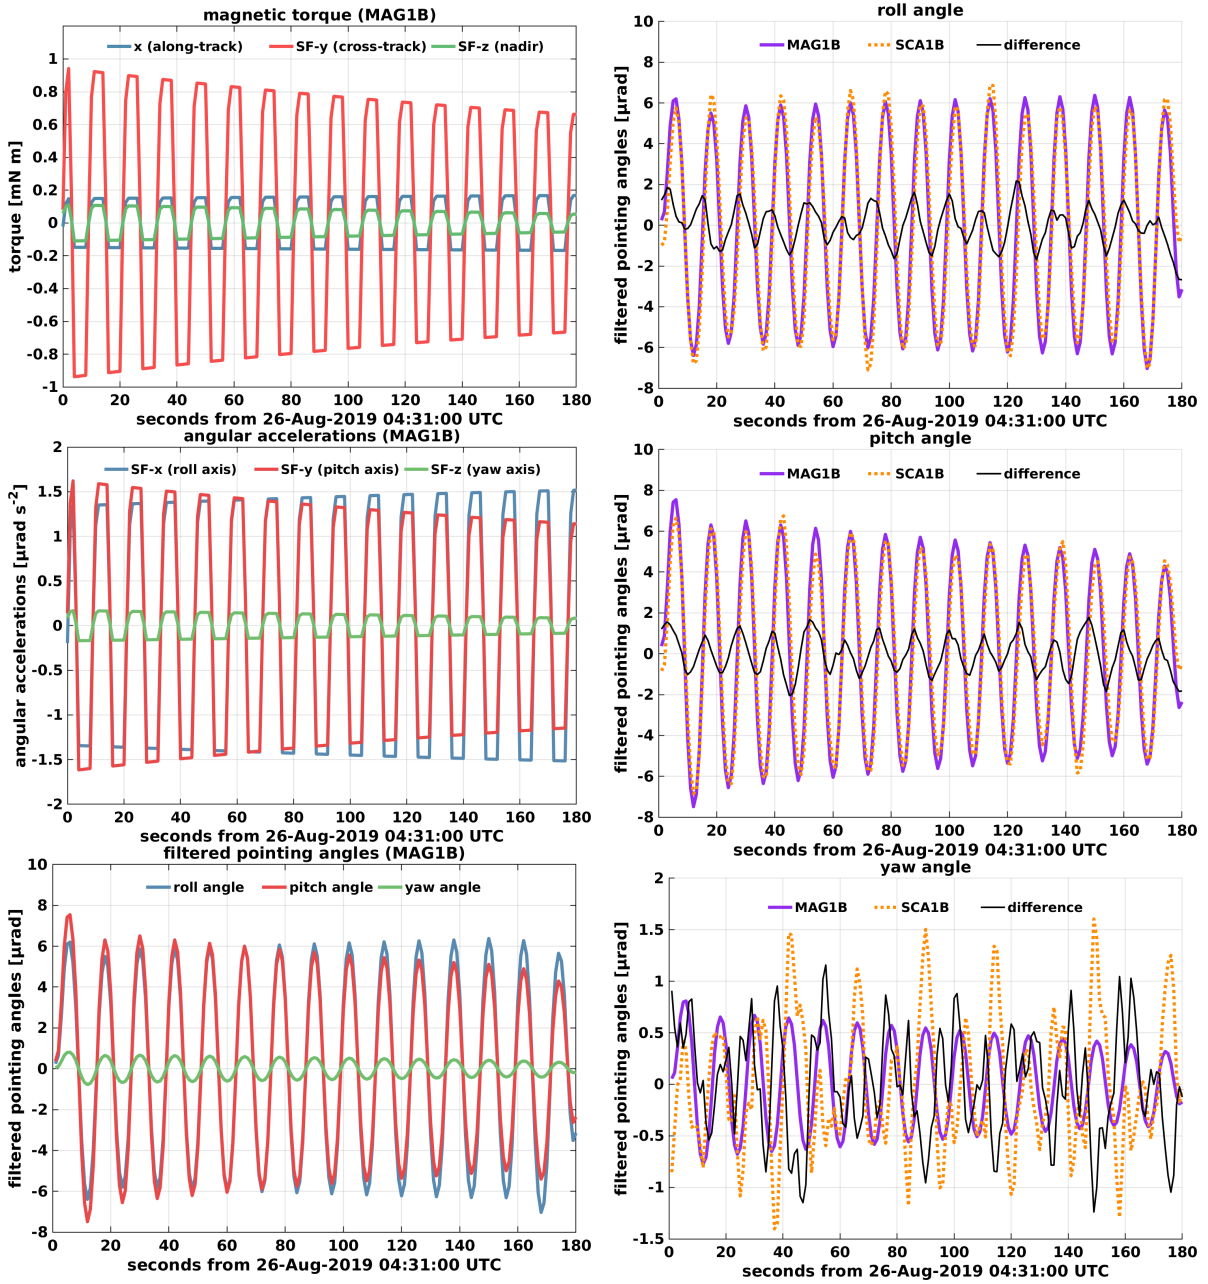 magnetic torque (MAG1B)
x (along-track) SF-y (cross-track) SF-z (nadir)
torque [mN m]
1
0.8
0.6
0.4
0.2
0
-0.2
-0.4
-0.6
-0.8
-1
0 20 40 60 80 100 120 140 160 180
seconds from 26-Aug-2019 04:31:00 UTC
roll angle
MAG1B SCA1B difference
filtered pointing angles [µrad]
10
8
6
4
2
0
-2
-4
-6
-8
0 20 40 60 80 100 120 140 160 180
seconds from 26-Aug-2019 04:31:00 UTC
angular accelerations (MAG1B)
SF-x (roll axis) SF-y (pitch axis) SF-z (yaw axis)
angular accelerations [µrad s-2]
2
1.5
1
0.5
0
-0.5
-1
-1.5
-2
0 20 40 60 80 100 120 140 160 180
seconds from 26-Aug-2019 04:31:00 UTC
pitch angle
MAG1B SCA1B difference
filtered pointing angles [µrad]
10
8
6
4
2
0
-2
-4
-6
-8
0 20 40 60 80 100 120 140 160 180
seconds from 26-Aug-2019 04:31:00 UTC
filtered pointing angles (MAG1B)
roll angle pitch angle yaw angle
filtered pointing angles [µrad]
10
8
6
4
2
0
-2
-4
-6
-8
0 20 40 60 80 100 120 140 160 180
seconds from 26-Aug-2019 04:31:00 UTC
yaw angle
MAG1B SCA1B difference
filtered pointing angles [µrad]
2
1.5
1
0.5
0
-0.5
-1
-1.5
0 20 40 60 80 100 120 140 160 180
seconds from 26-Aug-2019 04:31:00 UTC